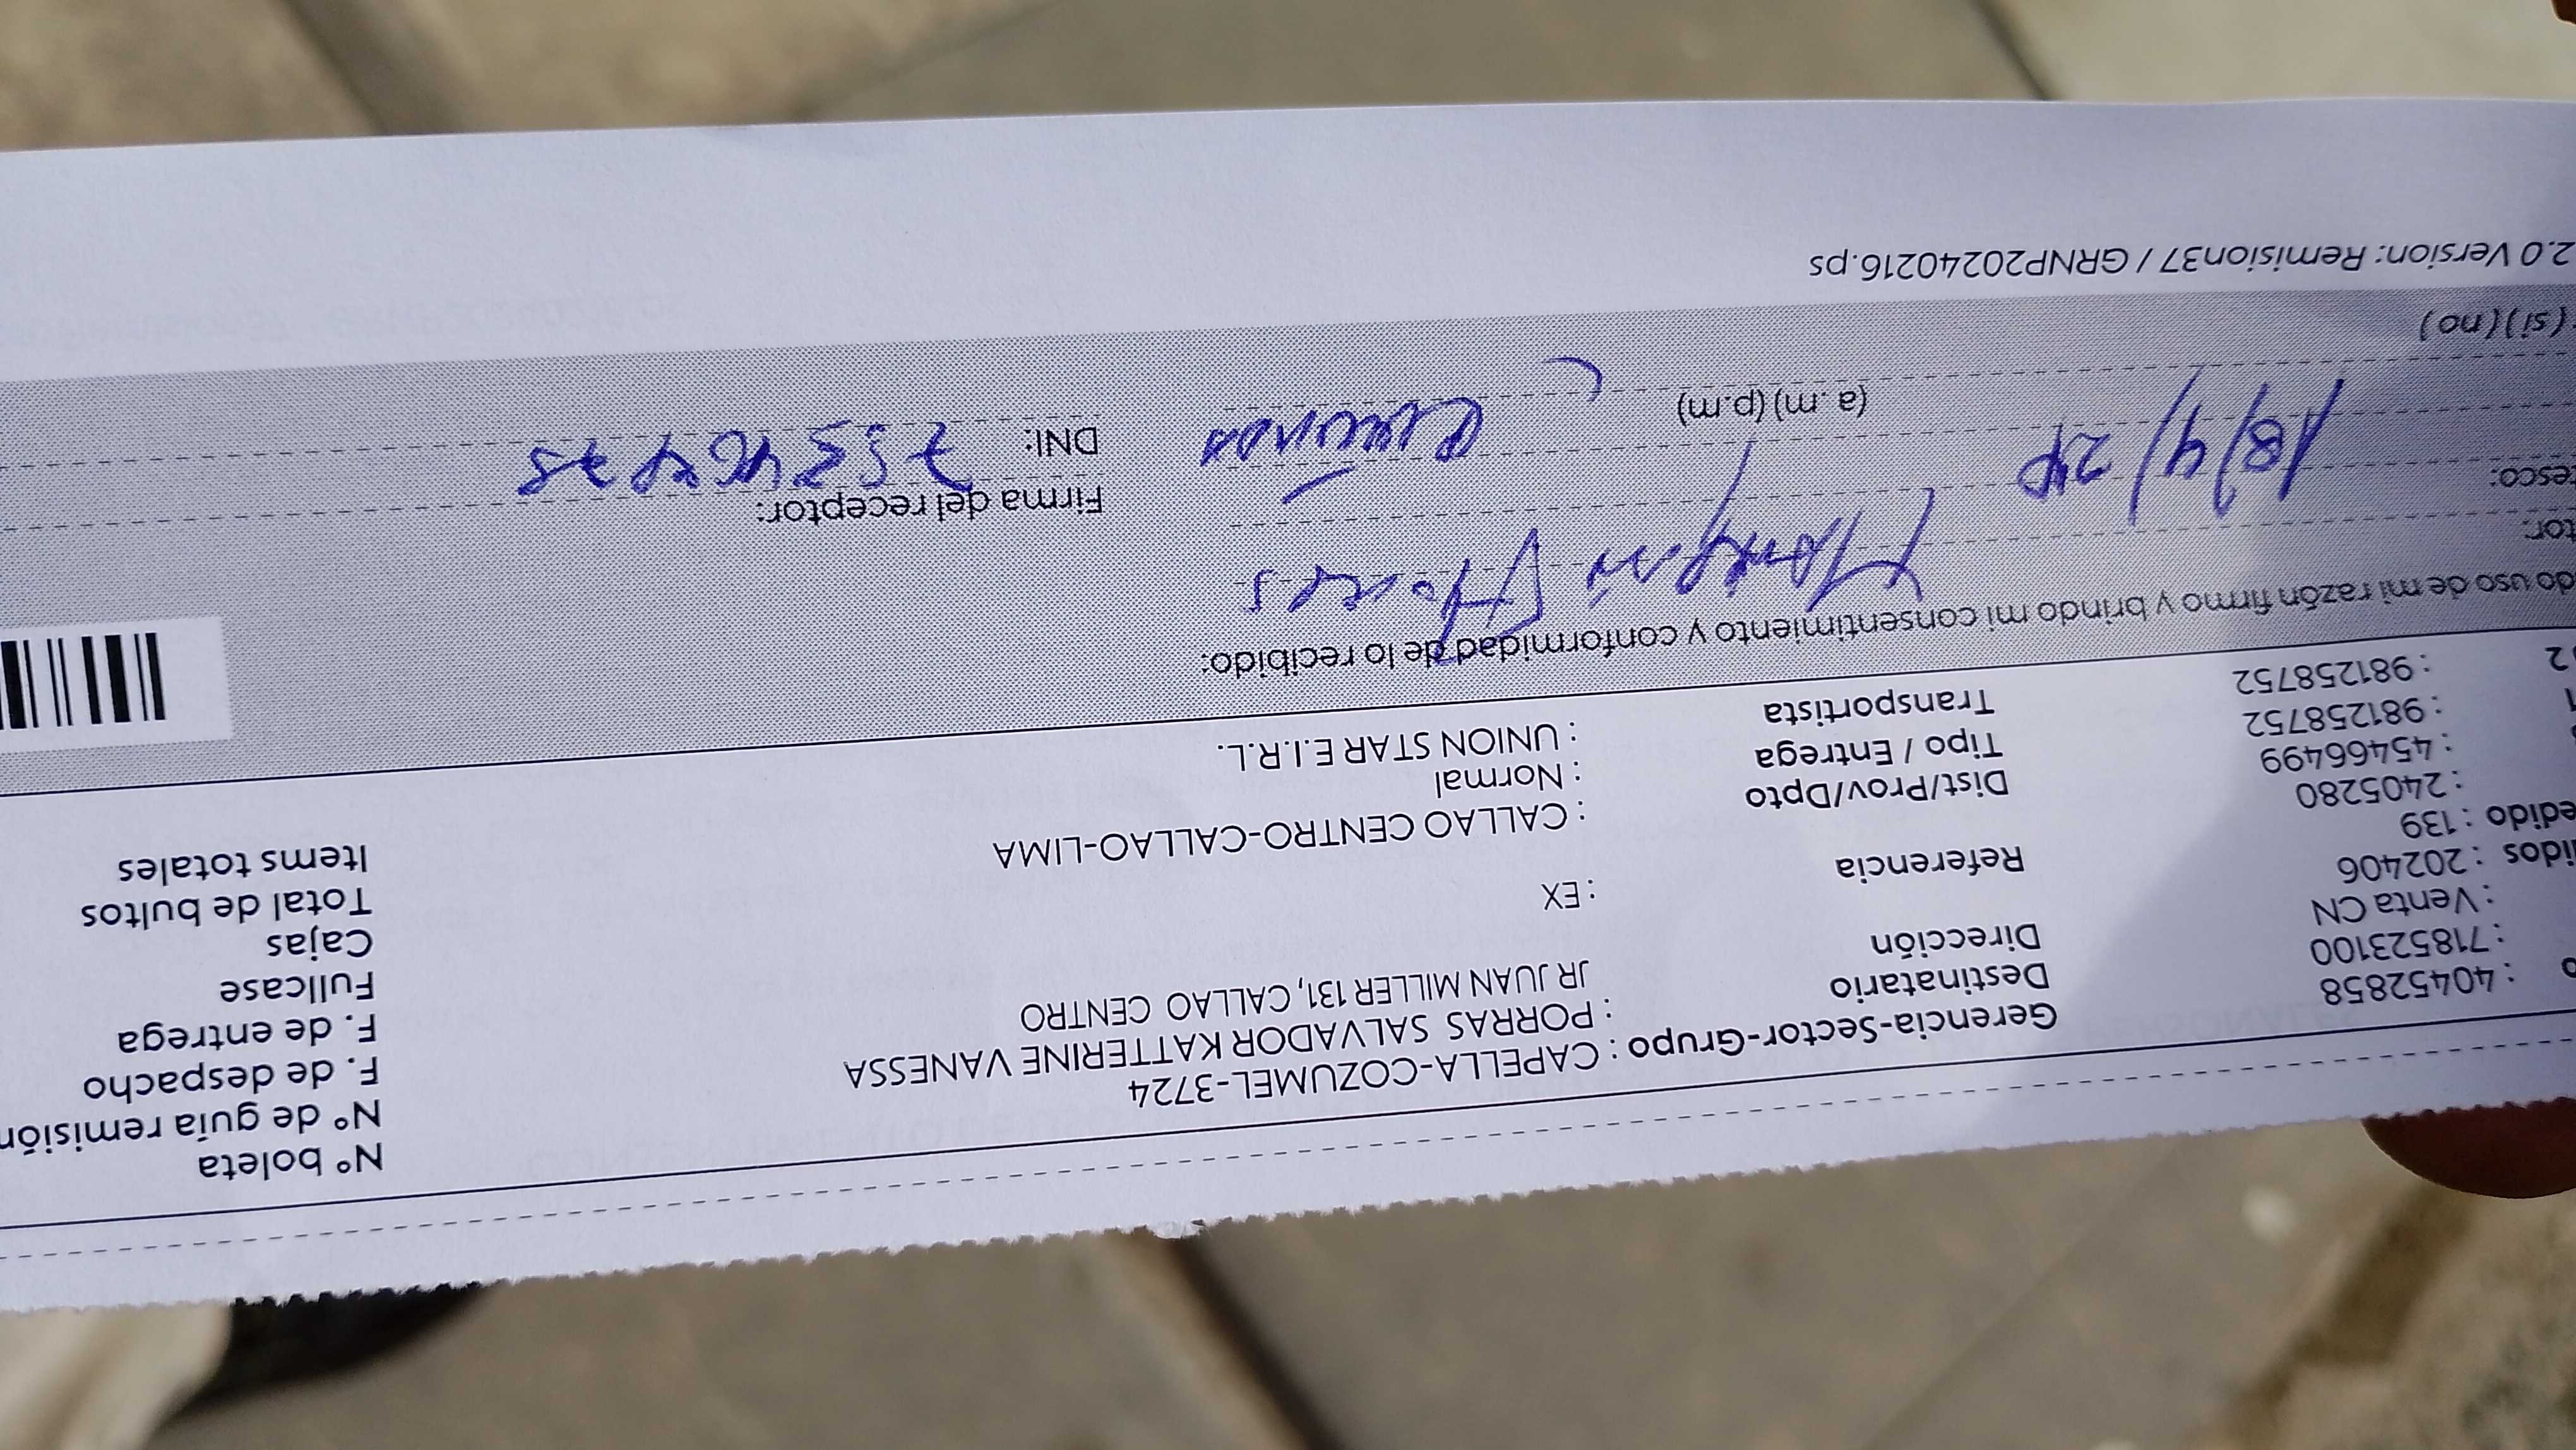 Nº boleta
Nº de guía remisión
F. de despacho
F. de entrega
Fullcase
Cajas
Total de bultos
Items totales
: 40452858
: 718523100
: Venta CN
idos : 202406
edido : 139
: 2405280
: 45466499
: 981258752
: 981258752
Gerencia-Sector-Grupo : CAPELLA-COZUMEL-3724
Destinatario : PORRAS SALVADOR KATTERINE VANESSA
Dirección JR JUAN MILLER 131, CALLAO CENTRO
Referencia : EX
Dist/Prov/Dpto : CALLAO CENTRO-CALLAO-LIMA
Tipo / Entrega : Normal
Transportista : UNION STAR E.I.R.L.
do uso de mi razón firmo y brindo mi consentimiento y conformidad de lo recibido:
tor:
esco:
18/4/24
(a.m) (p.m)
Firma del receptor:
DNI:
(si) (no)
2.0 Version: Remision37 / GRNP20240216.ps